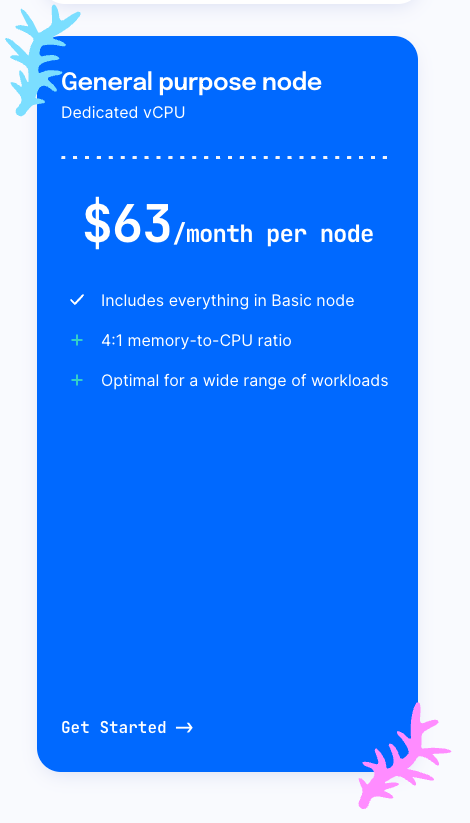 General purpose node
Dedicated vCPU
$63/month per node
Includes everything in Basic node
4:1 memory-to-CPU ratio
Optimal for a wide range of workloads
Get Started →